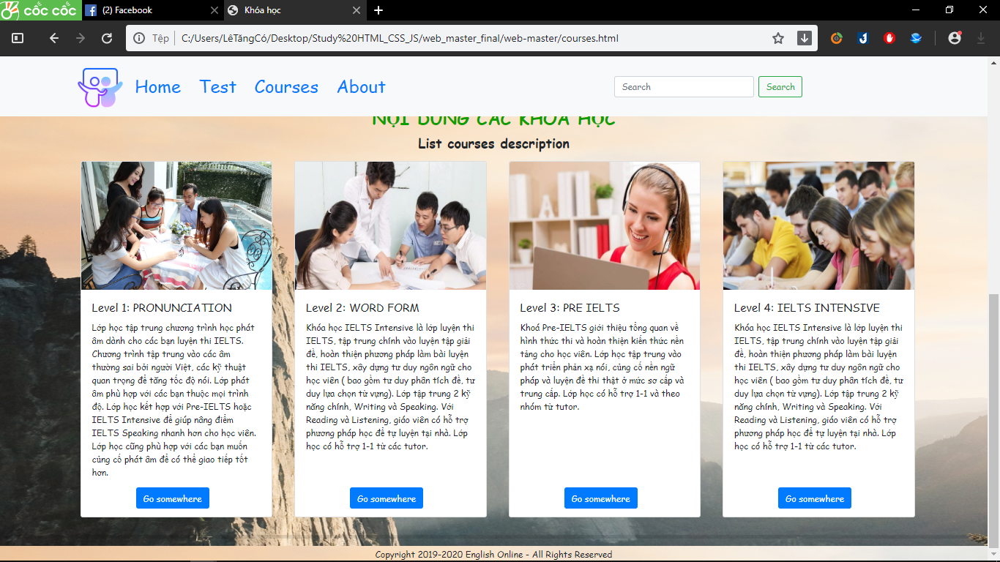 cốc cốc
(2) Facebook
Khóa học
Tệp
C:/Users/LêTăngCó/Desktop/Study%20HTML_CSS_JS/web_master_final/web-master/courses.html
Home Test Courses About
Search
Search
NỘI DUNG CÁC KHÓA HỌC
List courses description
Level 1: PRONUNCIATION
Lớp học tập trung chương trình học phát
âm dành cho các bạn luyện thi IELTS.
Chương trình tập trung vào các âm
thường sai bởi người Việt, các kỹ thuật
quan trọng để tăng tốc độ nói. Lớp phát
âm phù hợp với các bạn thuộc mọi trình
độ. Lớp học kết hợp với Pre-IELTS hoặc
IELTS Intensive để giúp nâng điểm
IELTS Speaking nhanh hơn cho học viên.
Lớp học cũng phù hợp với các bạn muốn
củng cố phát âm để có thể giao tiếp tốt
hơn.
Go somewhere
Level 2: WORD FORM
Khóa học IELTS Intensive là lớp luyện thi
IELTS, tập trung chính vào luyện tập giải
đề, hoàn thiện phương pháp làm bài luyện
thi IELTS, xây dựng tư duy ngôn ngữ cho
học viên ( bao gồm tư duy phân tích đề, tư
duy lựa chọn từ vựng). Lớp tập trung 2 kỹ
năng chính, Writing và Speaking. Với
Reading và Listening, giáo viên có hỗ trợ
phương pháp học để tự luyện tại nhà. Lớp
học có hỗ trợ 1-1 từ các tutor.
Go somewhere
Level 3: PRE IELTS
Khoá Pre-IELTS giới thiệu tổng quan về
hình thức thi và hoàn thiện kiến thức nền
tảng cho học viên. Lớp học tập trung vào
phát triển phản xạ nói, củng cố nền ngữ
pháp và luyện đề thi thật ở mức sơ cấp và
trung cấp. Lớp học có hỗ trợ 1-1 và theo
nhóm từ tutor.
Go somewhere
Level 4: IELTS INTENSIVE
Khóa học IELTS Intensive là lớp luyện thi
IELTS, tập trung chính vào luyện tập giải
đề, hoàn thiện phương pháp làm bài luyện
thi IELTS, xây dựng tư duy ngôn ngữ cho
học viên ( bao gồm tư duy phân tích đề, tư
duy lựa chọn từ vựng). Lớp tập trung 2 kỹ
năng chính, Writing và Speaking. Với
Reading và Listening, giáo viên có hỗ trợ
phương pháp học để tự luyện tại nhà. Lớp
học có hỗ trợ 1-1 từ các tutor.
Go somewhere
Copyright 2019-2020 English Online - All Rights Reserved